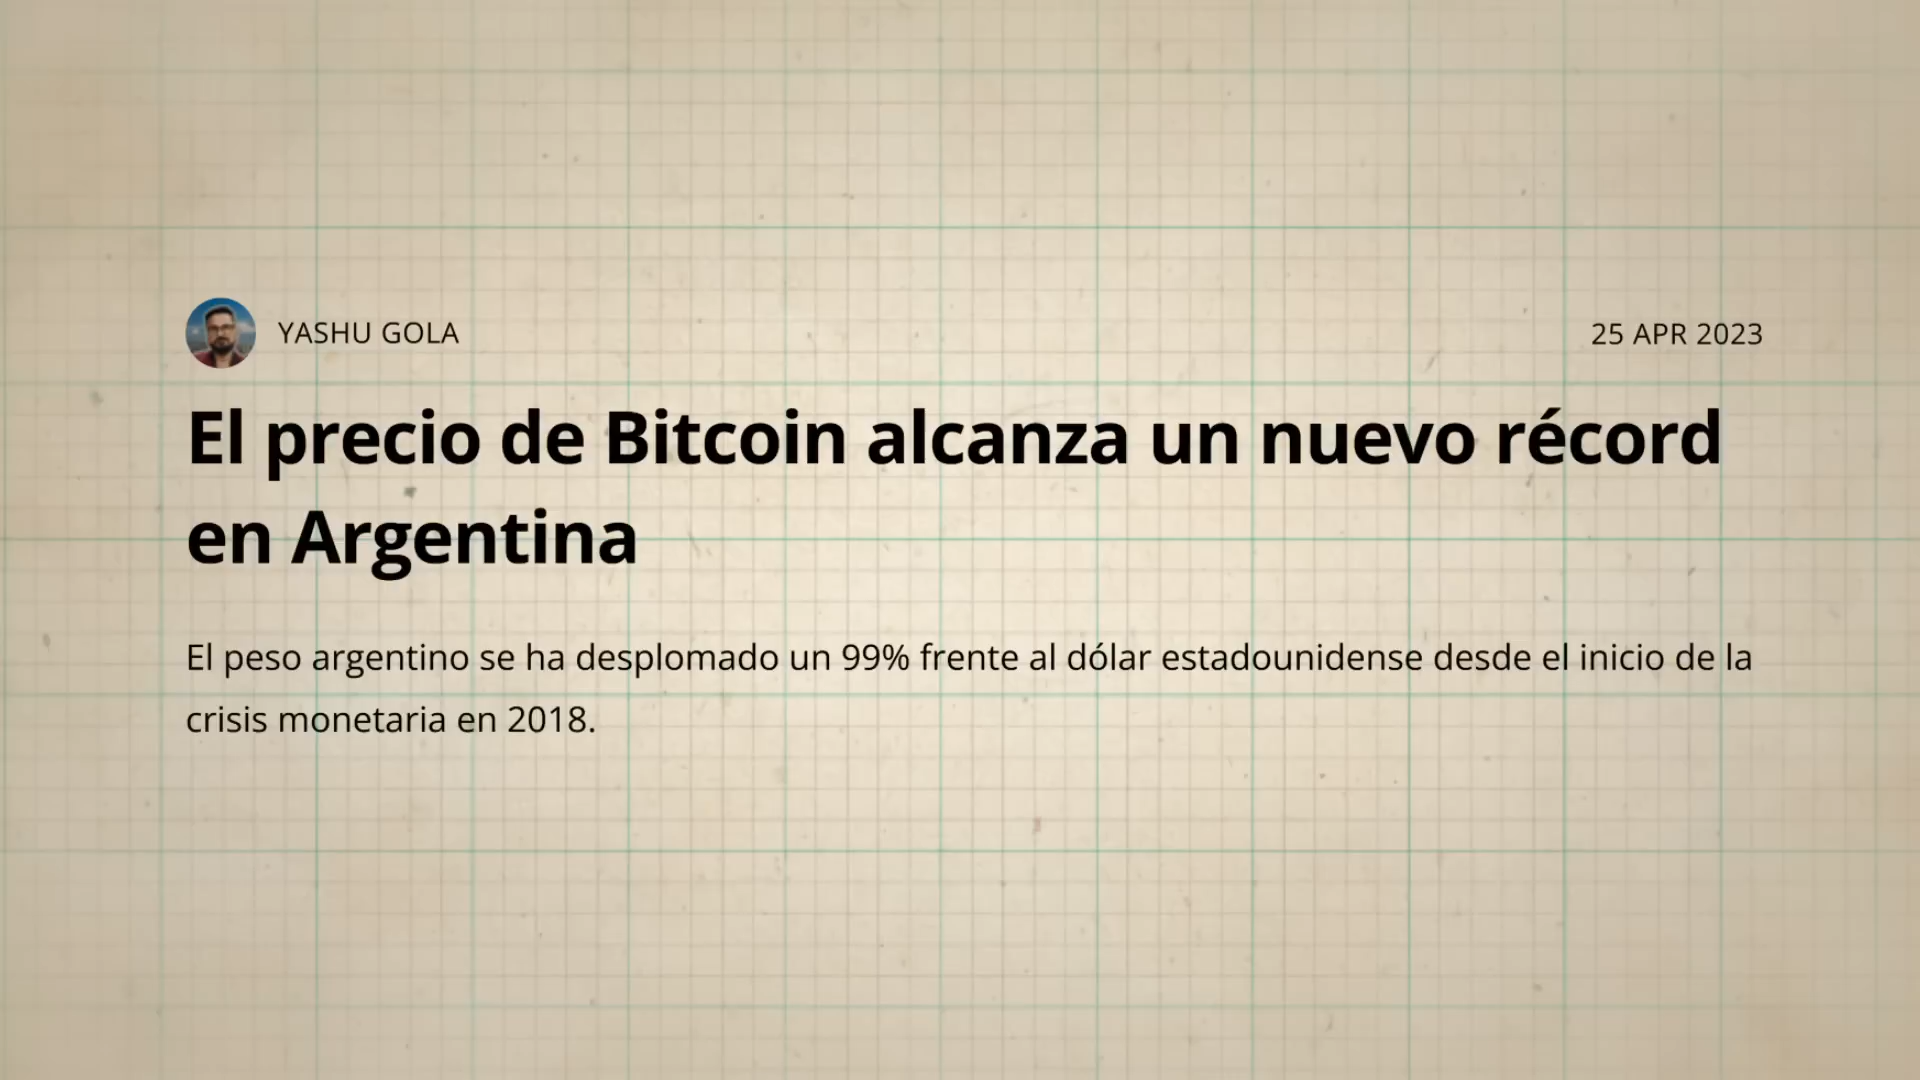 YASHU GOLA
25 APR 2023
El precio de Bitcoin alcanza un nuevo récord
en Argentina
El peso argentino se ha desplomado un 99% frente al dólar estadounidense desde el inicio de la
crisis monetaria en 2018.